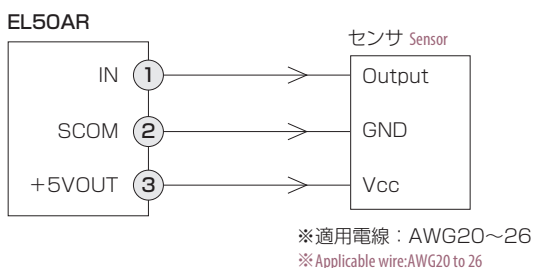 EL50AR
センサ Sensor
IN 1 Output
SCOM 2 GND
+5VOUT 3 Vcc
※適用電線：AWG20～26
※Applicable wire:AWG20 to 26